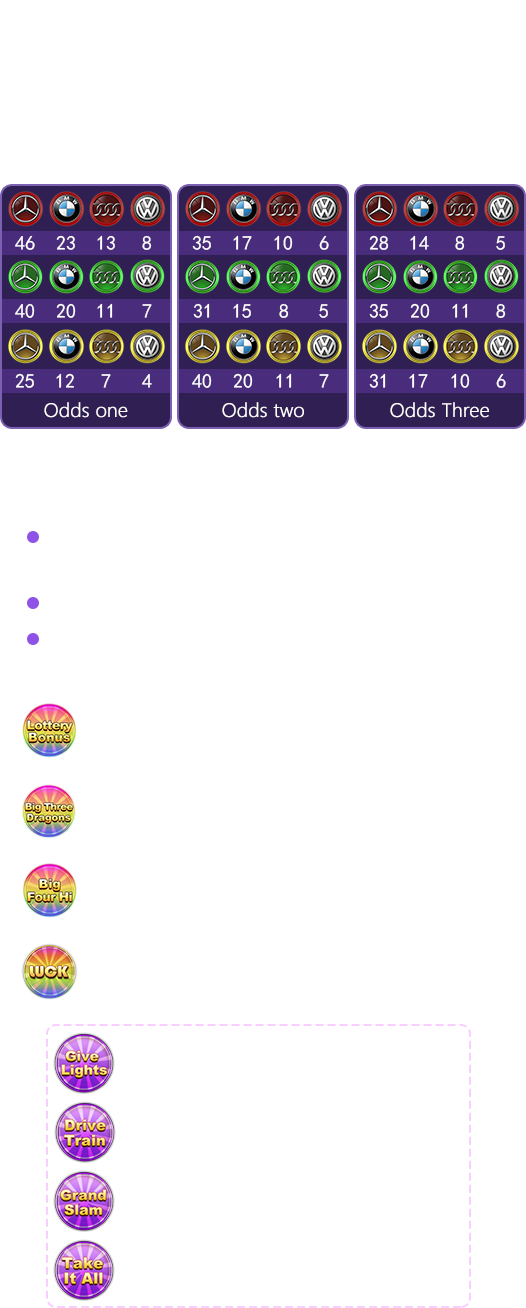 46 23 13 8 35 17 10 6 28 14 8 5
40 20 11 7 31 15 8 5 35 20 11 8
25 12 7 4 40 20 11 7 31 17 10 6
Odds one Odds two Odds Three
Lottery
Bonus
Big Three
Dragons
Big
Four Hi
LUCK
Give
Lights
Drive
Train
Grand
Slam
Take
It All